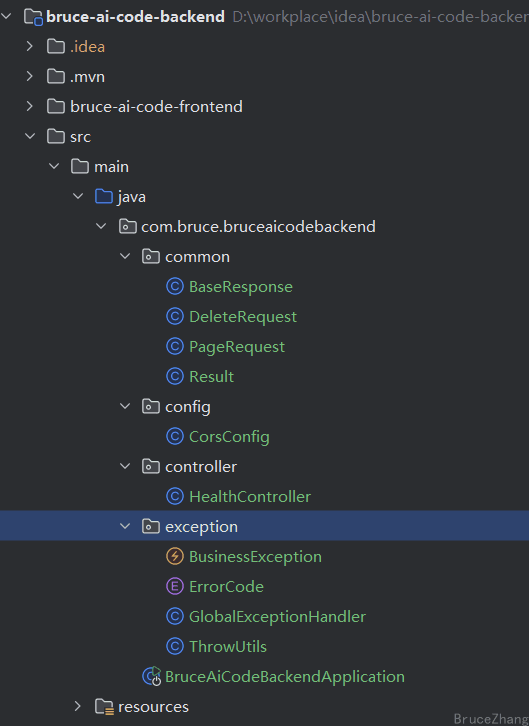 bruce-ai-code-backend D:\workplace\idea\bruce-ai-code-backer
.idea
.mvn
bruce-ai-code-frontend
src
main
java
com.bruce.bruceaicodebackend
common
C BaseResponse
C DeleteRequest
C PageRequest
C Result
config
C CorsConfig
controller
C HealthController
exception
BusinessException
E ErrorCode
C GlobalExceptionHandler
C ThrowUtils
C BruceAiCodeBackendApplication
resources
BruceZhang